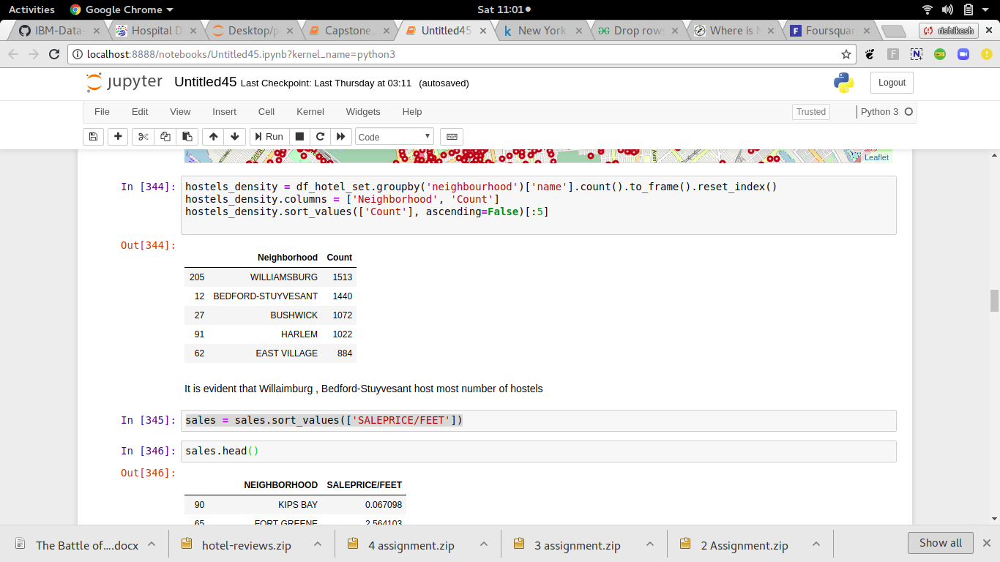 Activities Google Chrome Sat 11:01
IBM-Data- Hospital D Desktop/p Capstone_ Untitled45 New York Drop rows Where is Foursquar rishikesh
localhost:8888/notebooks/Untitled45.ipynb?kernel_name=python3
jupyter Untitled45 Last Checkpoint: Last Thursday at 03:11 (autosaved) Logout
File Edit View Insert Cell Kernel Widgets Help Trusted Python 3
Run Code
Leaflet
In [344]: hostels_density = df_hotel_set.groupby('neighbourhood')['name'].count().to_frame().reset_index()
hostels_density.columns = ['Neighborhood', 'Count']
hostels_density.sort_values(['Count'], ascending=False)[:5]
Out[344]:
Neighborhood Count
205 WILLIAMSBURG 1513
12 BEDFORD-STUYVESANT 1440
27 BUSHWICK 1072
91 HARLEM 1022
62 EAST VILLAGE 884
It is evident that Willaimburg , Bedford-Stuyvesant host most number of hostels
In [345]: sales = sales.sort_values(['SALEPRICE/FEET'])
In [346]: sales.head()
Out[346]:
NEIGHBORHOOD SALEPRICE/FEET
90 KIPS BAY 0.067098
65 FORT GREENE 2.564103
The Battle of....docx hotel-reviews.zip 4 assignment.zip 3 assignment.zip 2 Assignment.zip Show all